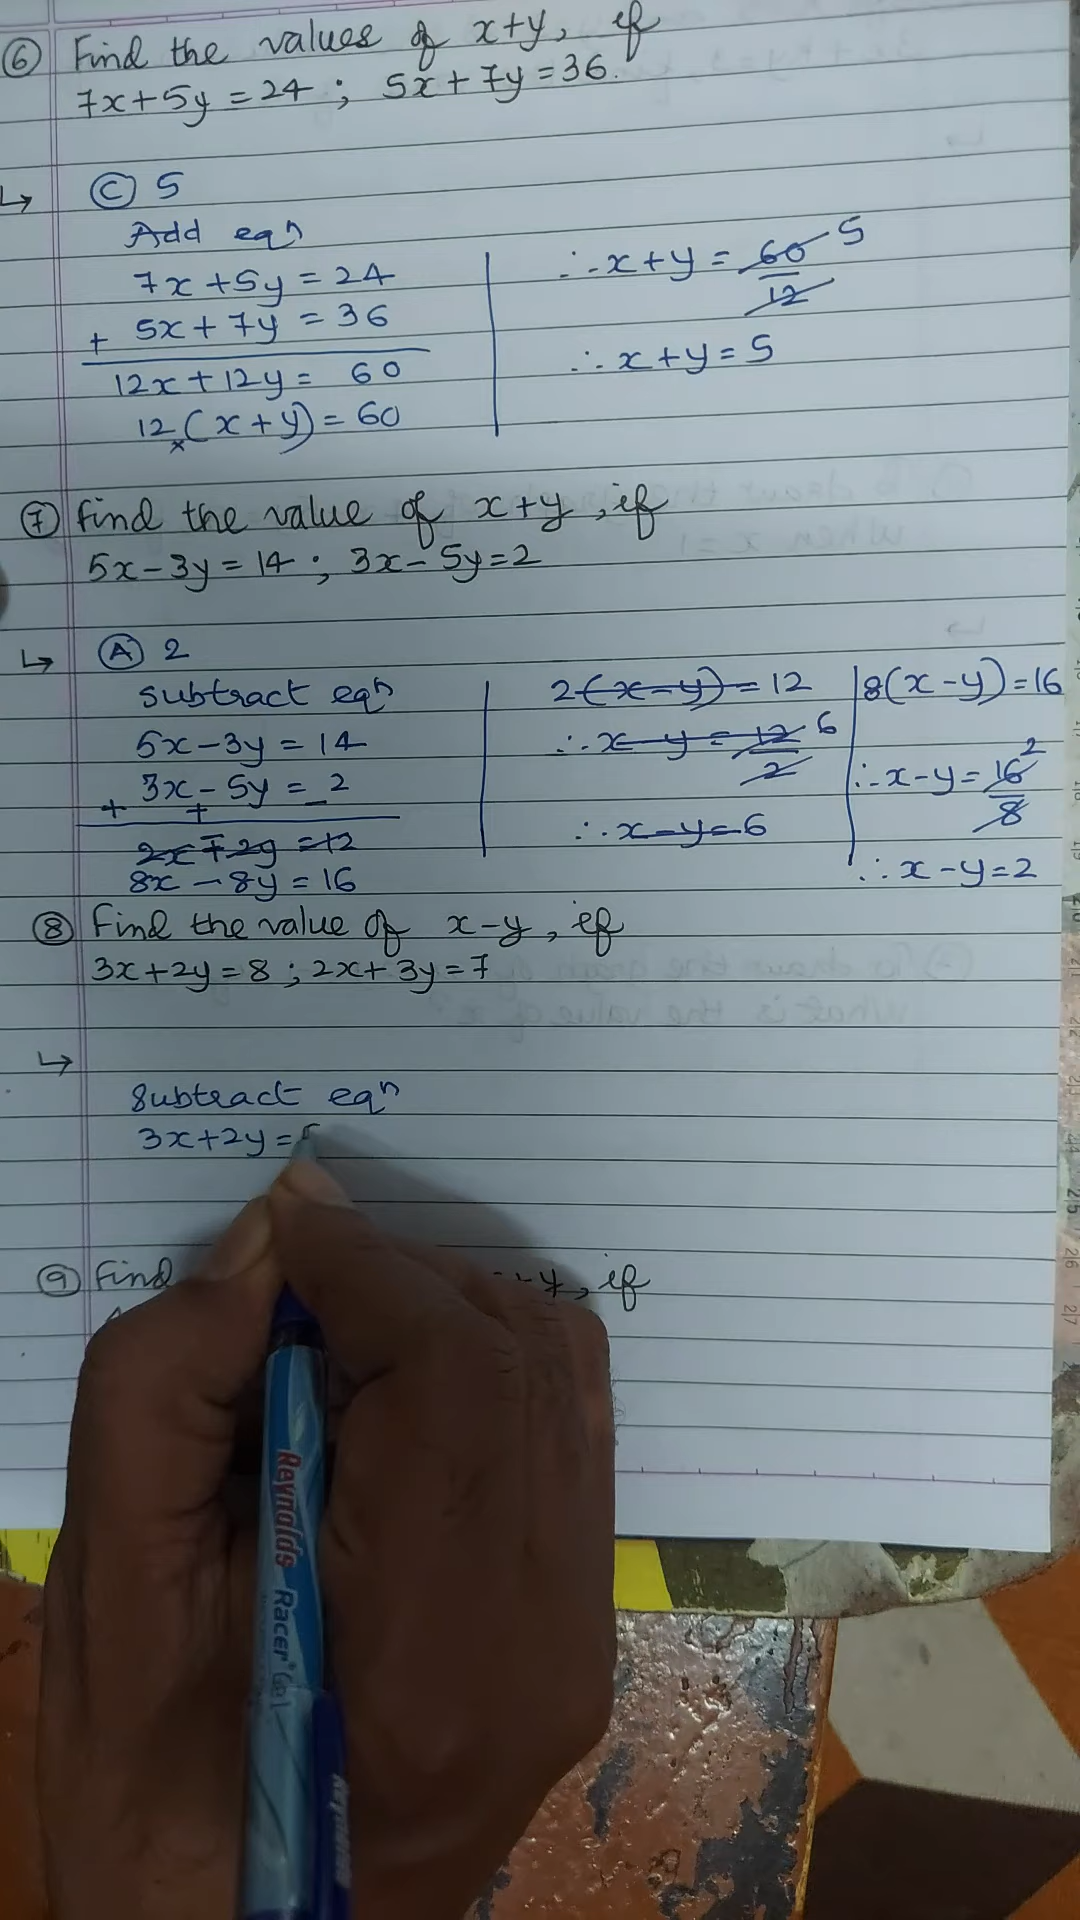 ⑥ Find the values of x+y, if
7x+5y=24 ; 5x+7y=36.
↳ Ⓒ 5
Add eqⁿ
7x+5y=24
+ 5x+7y=36
12x+12y= 60
12(x+y)=60
×
∴x+y=60 5
12
∴x+y=5
⑦ find the value of x+y, if
5x-3y=14 ; 3x-5y=2
↳ Ⓐ 2
subtract eqⁿ
5x-3y=14
3x-5y=_2
+ +
8x-8y=16
2(x-y)=12
∴x-y=12 6
2
∴x-y=6
8(x-y)=16
∴x-y=16 2
8
∴x-y=2
⑧ Find the value of x-y, if
3x+2y=8 ; 2x+3y=7
↳
Subtract eqⁿ
3x+2y=
⑨ Find y, if
Reynolds Racer Gel
Reynolds